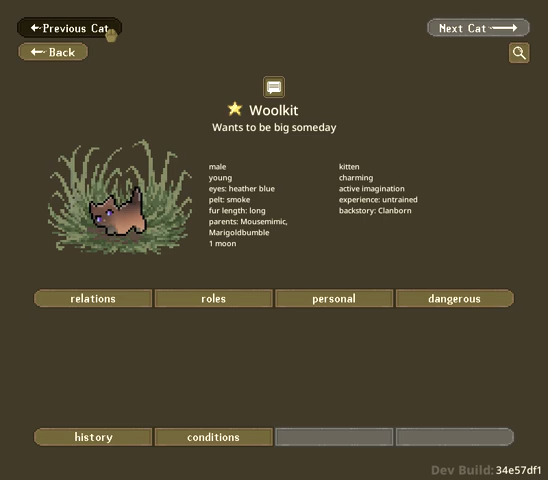 Previous Cat
Next Cat
Back
Woolkit
Wants to be big someday
male
young
eyes: heather blue
pelt: smoke
fur length: long
parents: Mousemimic,
Marigoldbumble
1 moon
kitten
charming
active imagination
experience: untrained
backstory: Clanborn
relations
roles
personal
dangerous
history
conditions
Dev Build: 34e57df1